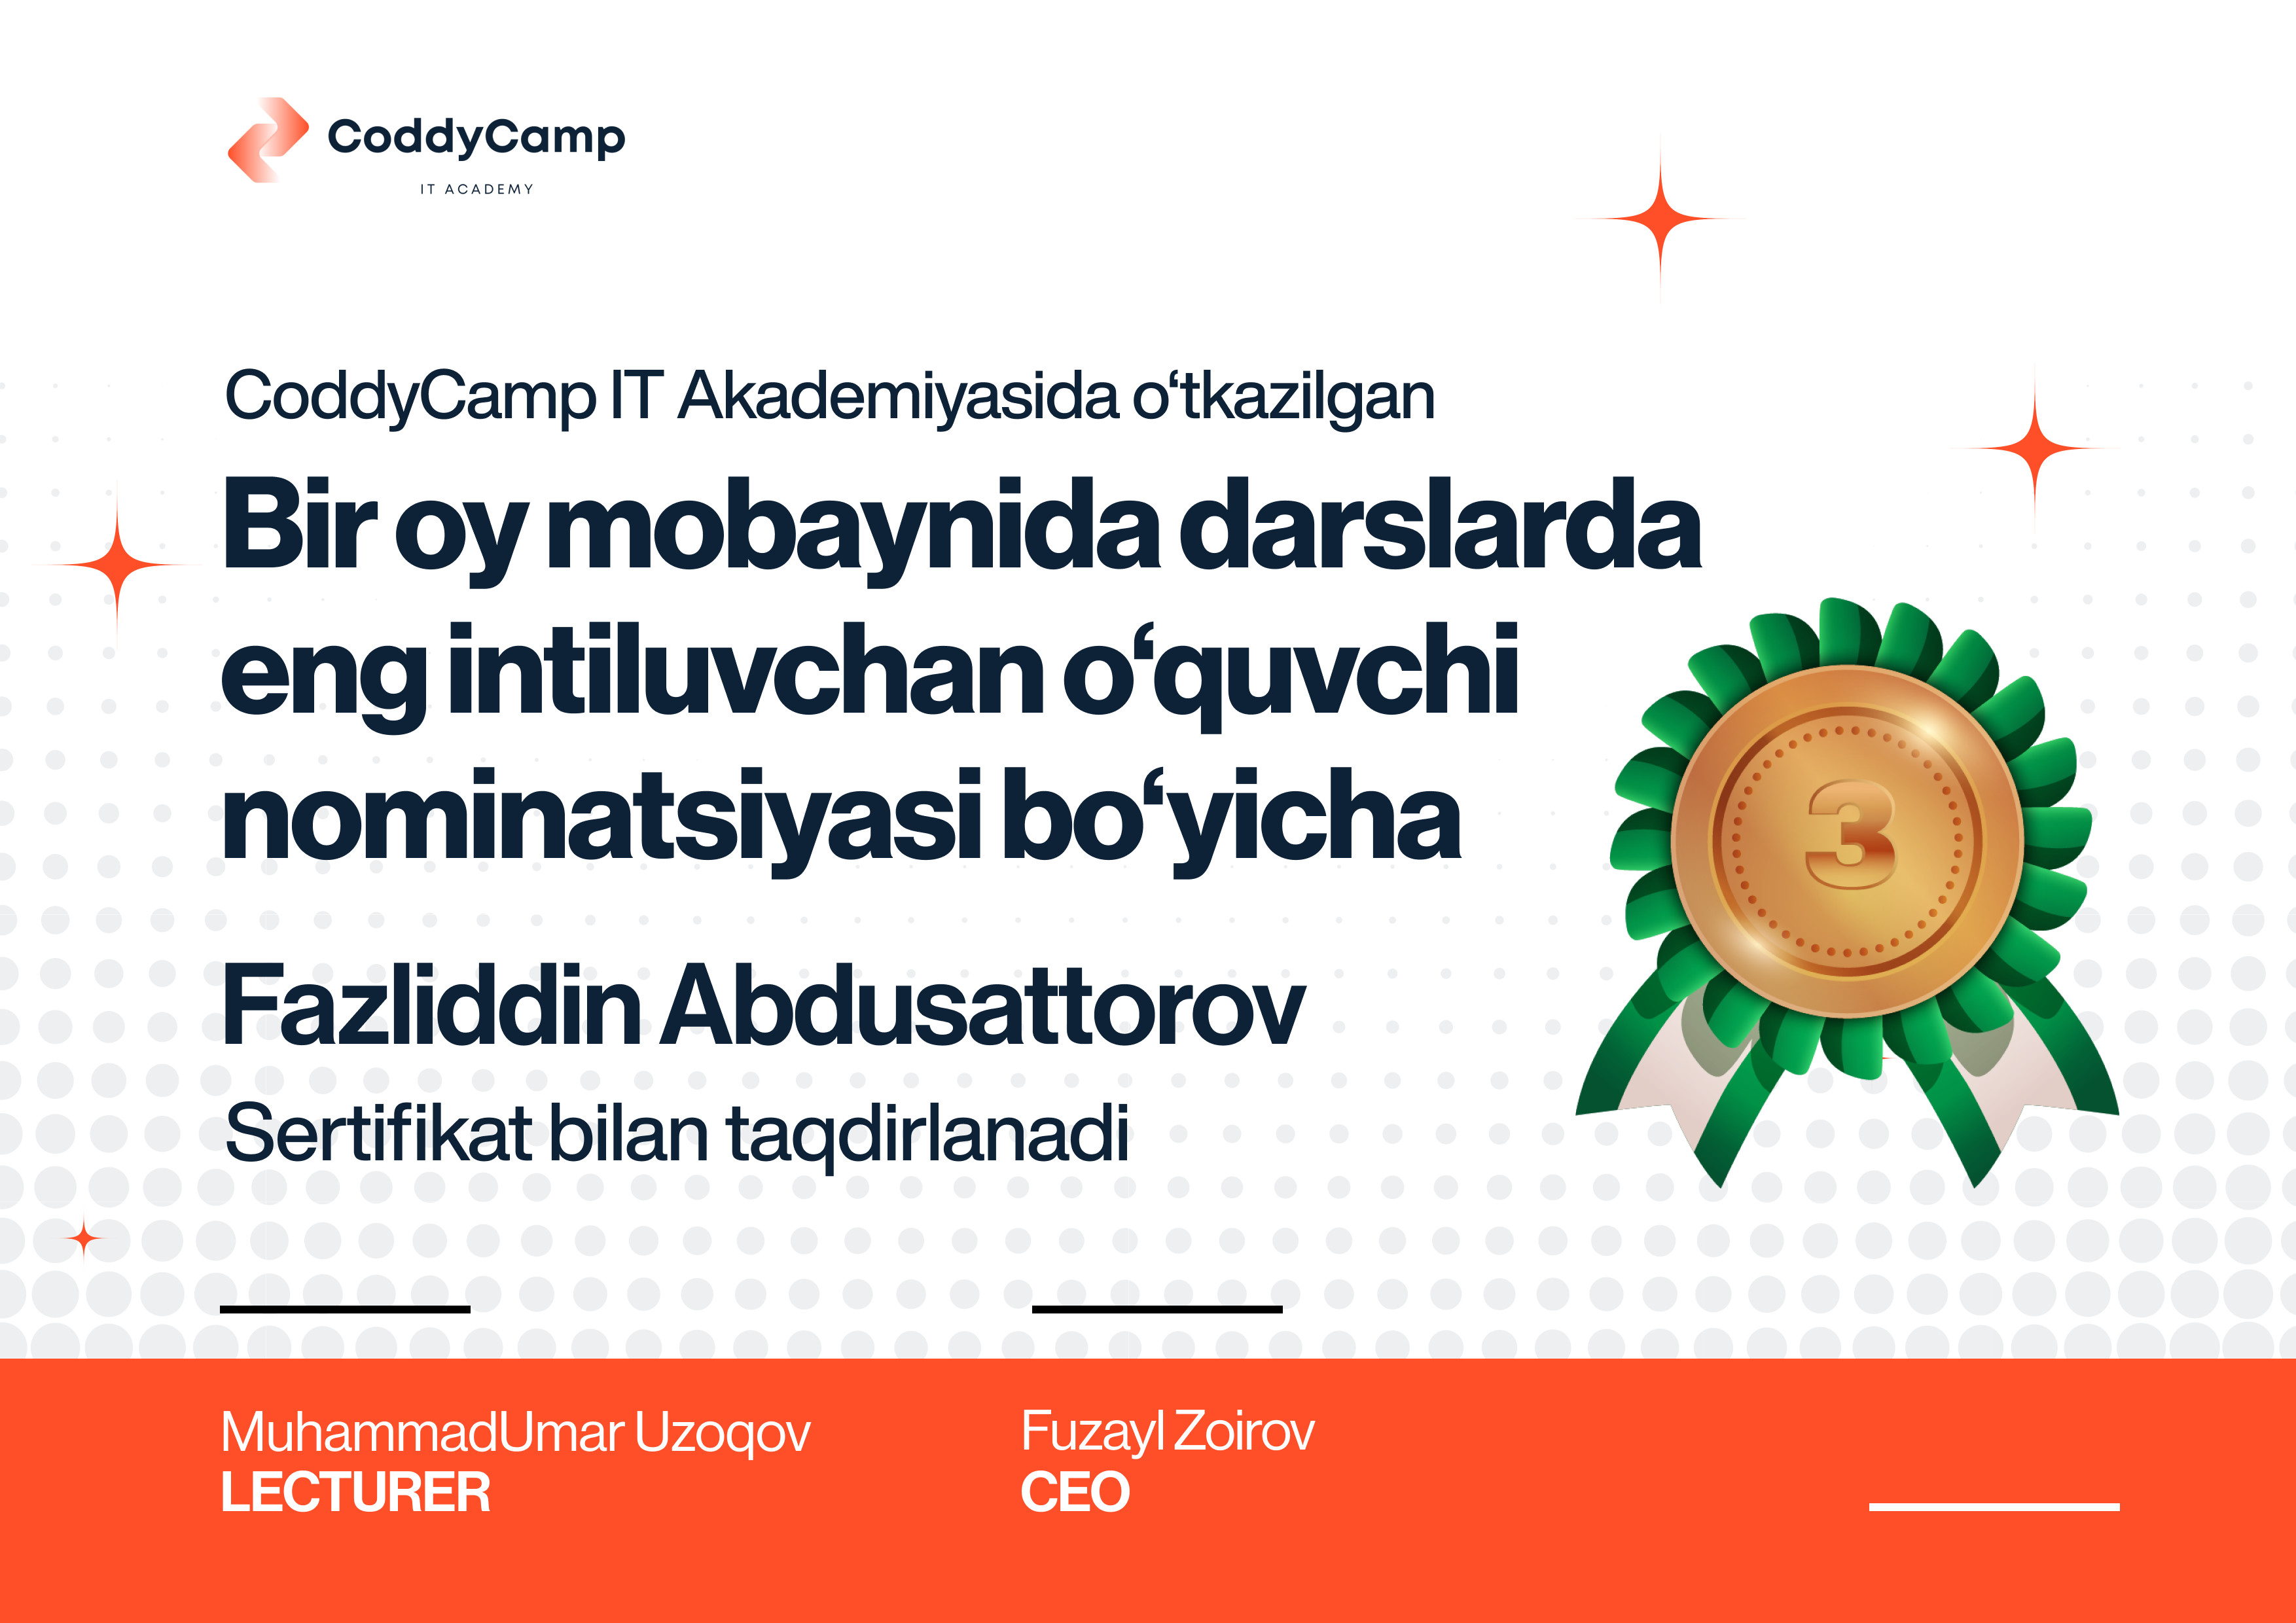 CoddyCamp
IT ACADEMY
CoddyCamp IT Akademiyasida o‘tkazilgan
Bir oy mobaynida darslarda
eng intiluvchan o‘quvchi
nominatsiyasi bo‘yicha
3
Fazliddin Abdusattorov
Sertifikat bilan taqdirlanadi
MuhammadUmar Uzoqov
LECTURER
Fuzayl Zoirov
CEO